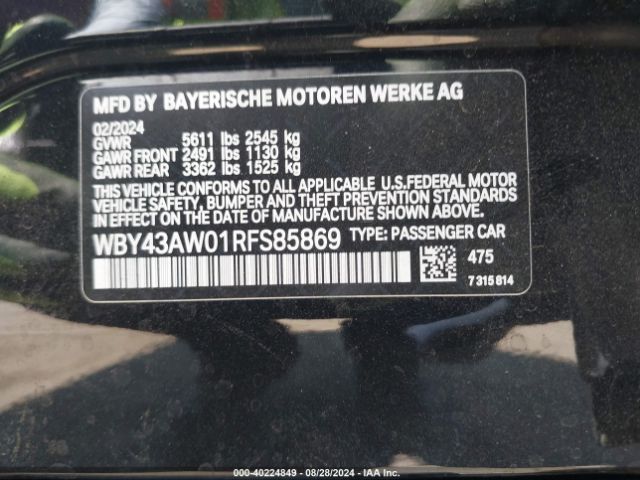 MFD BY BAYERISCHE MOTOREN WERKE AG
02/2024
GVWR 5611 lbs 2545 kg
GAWR FRONT 2491 lbs 1130 kg
GAWR REAR 3362 lbs 1525 kg
THIS VEHICLE CONFORMS TO ALL APPLICABLE U.S.FEDERAL MOTOR
VEHICLE SAFETY, BUMPER, AND THEFT PREVENTION STANDARDS
IN EFFECT ON THE DATE OF MANUFACTURE SHOWN ABOVE.
WBY43AW01RFS85869 TYPE: PASSENGER CAR
475
7 315 814
000-40224849 - 08/28/2024 - IAA Inc.